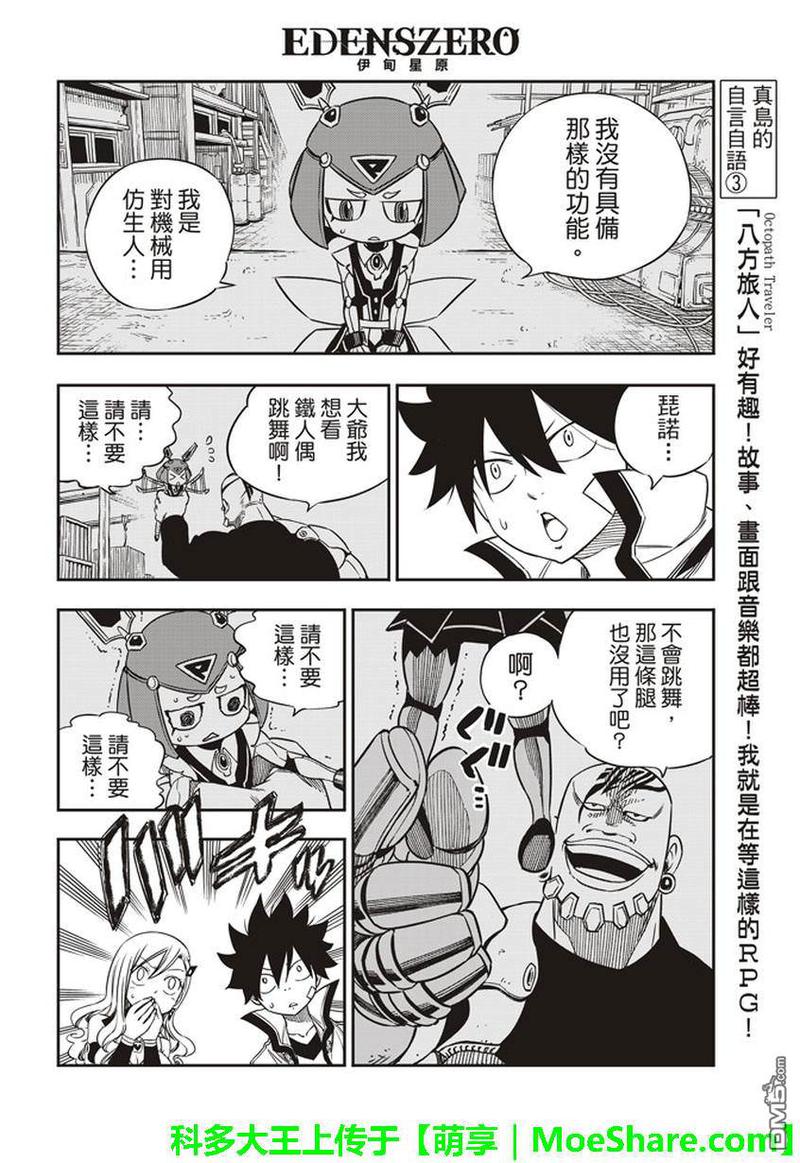 EDENSZERO
伊甸星原
真島的
自言自語③
「八方旅人」好有趣！故事、畫面跟音樂都超棒！我就是在等這樣的RPG！
Octopath Traveler
我沒有具備
那樣的功能。
我是
對機械用
仿生人…
琵諾…
大爺我
想看
鐵人偶
跳舞啊！
請…
請不要
這樣…
不會跳舞，
那這條腿
也沒用了吧？
啊？
請不要
這樣…
請不要
這樣…
DM5.com
科多大王上传于【萌享｜MoeShare.com】